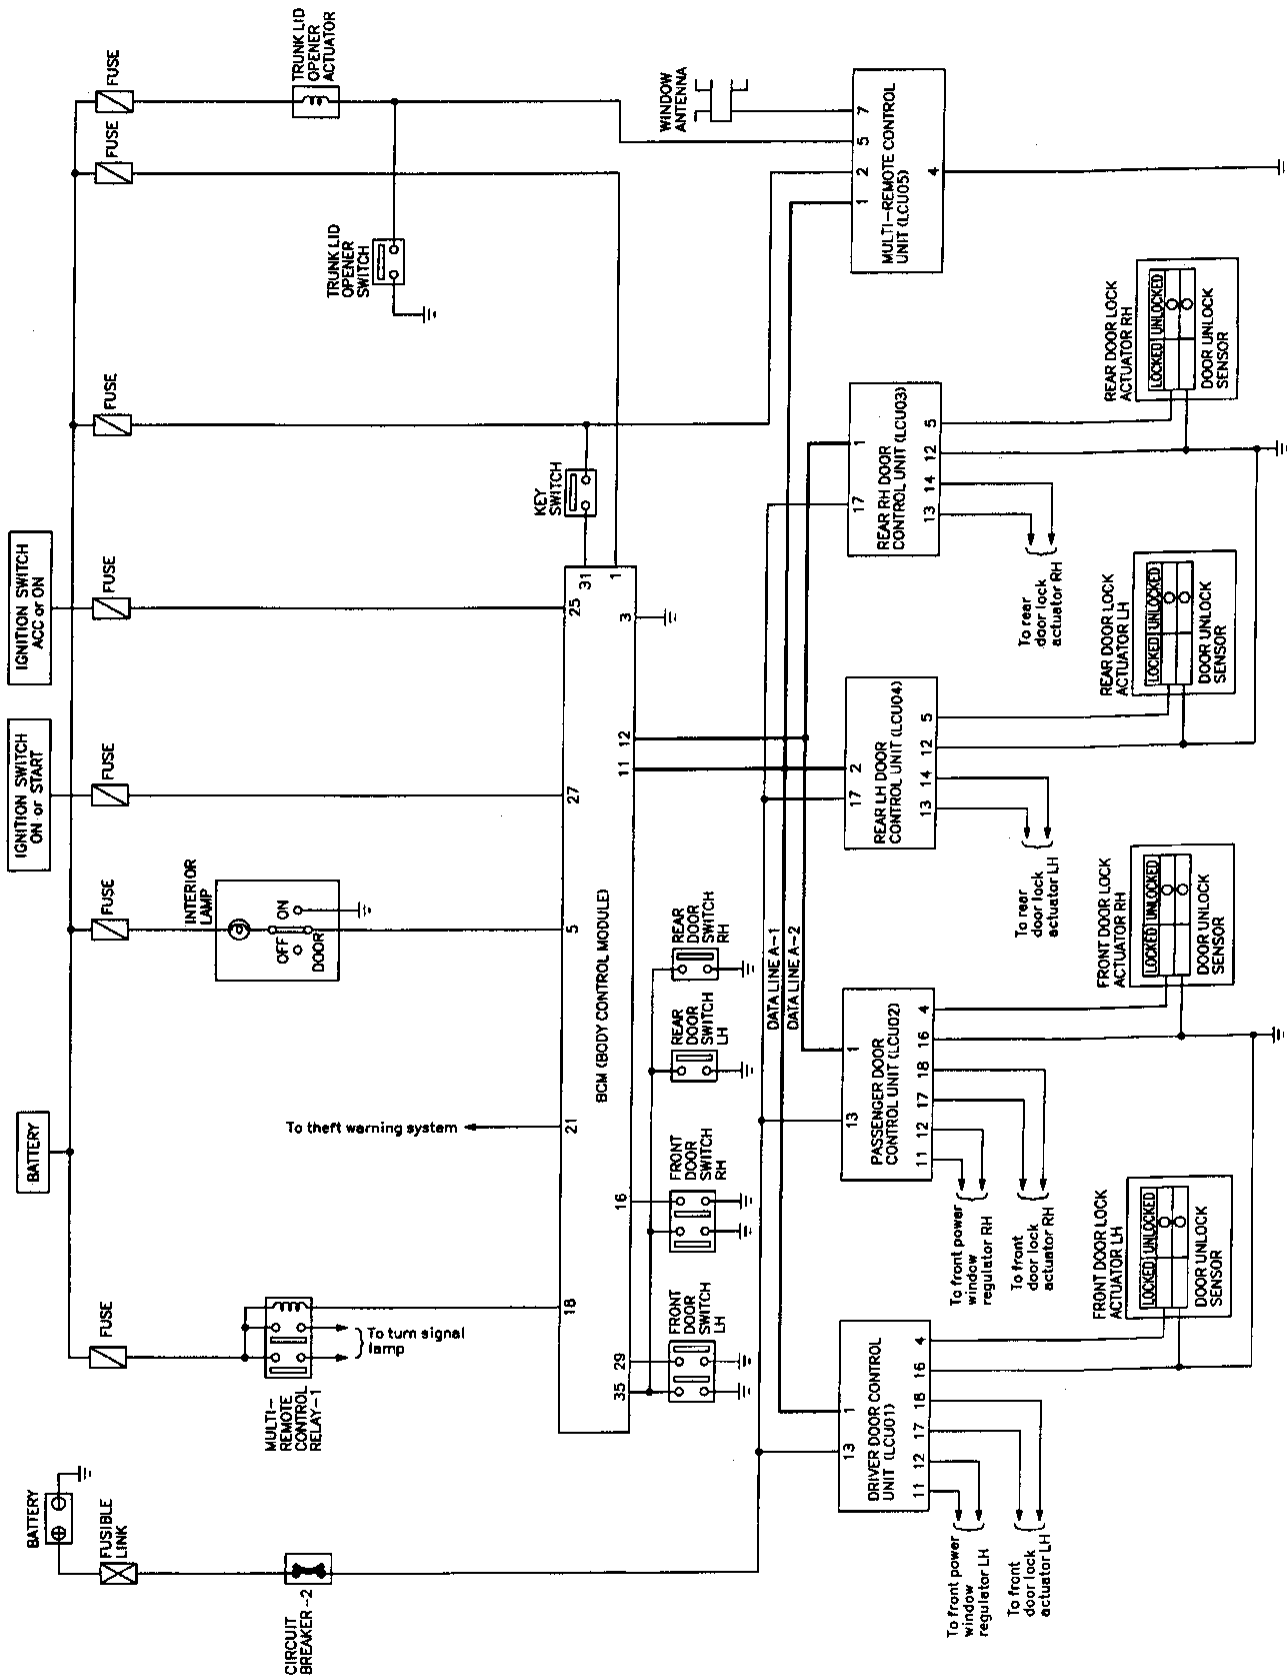 BATTERY
FUSIBLE
LINK
CIRCUIT
BREAKER-2
BATTERY
FUSE
MULTI-
REMOTE
CONTROL
RELAY-1
To turn signal
lamp
To theft warning system
IGNITION SWITCH
ON or START
IGNITION SWITCH
ACC or ON
FUSE
INTERIOR
LAMP
OFF
ON
DOOR
FUSE
FUSE
FUSE
FUSE
FUSE
TRUNK LID
OPENER
ACTUATOR
TRUNK LID
OPENER
SWITCH
KEY
SWITCH
WINDOW
ANTENNA
18
21
5
27
25
31
1
3
BCM (BODY CONTROL MODULE)
35
29
16
11
12
FRONT
DOOR
SWITCH
LH
FRONT
DOOR
SWITCH
RH
REAR
DOOR
SWITCH
LH
REAR
DOOR
SWITCH
RH
DATA LINE A-1
DATA LINE A-2
13
1
DRIVER DOOR CONTROL
UNIT (LCU01)
11
12
17
18
16
4
To front power
window
regulator LH
To front
door lock
actuator LH
FRONT DOOR LOCK
ACTUATOR LH
LOCKED
UNLOCKED
DOOR UNLOCK
SENSOR
13
1
PASSENGER DOOR
CONTROL UNIT (LCU02)
11
12
17
18
16
4
To front power
window
regulator RH
To front
door lock
actuator RH
FRONT DOOR LOCK
ACTUATOR RH
LOCKED
UNLOCKED
DOOR UNLOCK
SENSOR
17
2
REAR LH DOOR
CONTROL UNIT (LCU04)
13
14
12
5
To rear
door lock
actuator LH
REAR DOOR LOCK
ACTUATOR LH
LOCKED
UNLOCKED
DOOR UNLOCK
SENSOR
17
1
REAR RH DOOR
CONTROL UNIT (LCU03)
13
14
12
5
To rear
door lock
actuator RH
REAR DOOR LOCK
ACTUATOR RH
LOCKED
UNLOCKED
DOOR UNLOCK
SENSOR
1
2
5
7
MULTI-REMOTE CONTROL
UNIT (LCU05)
4